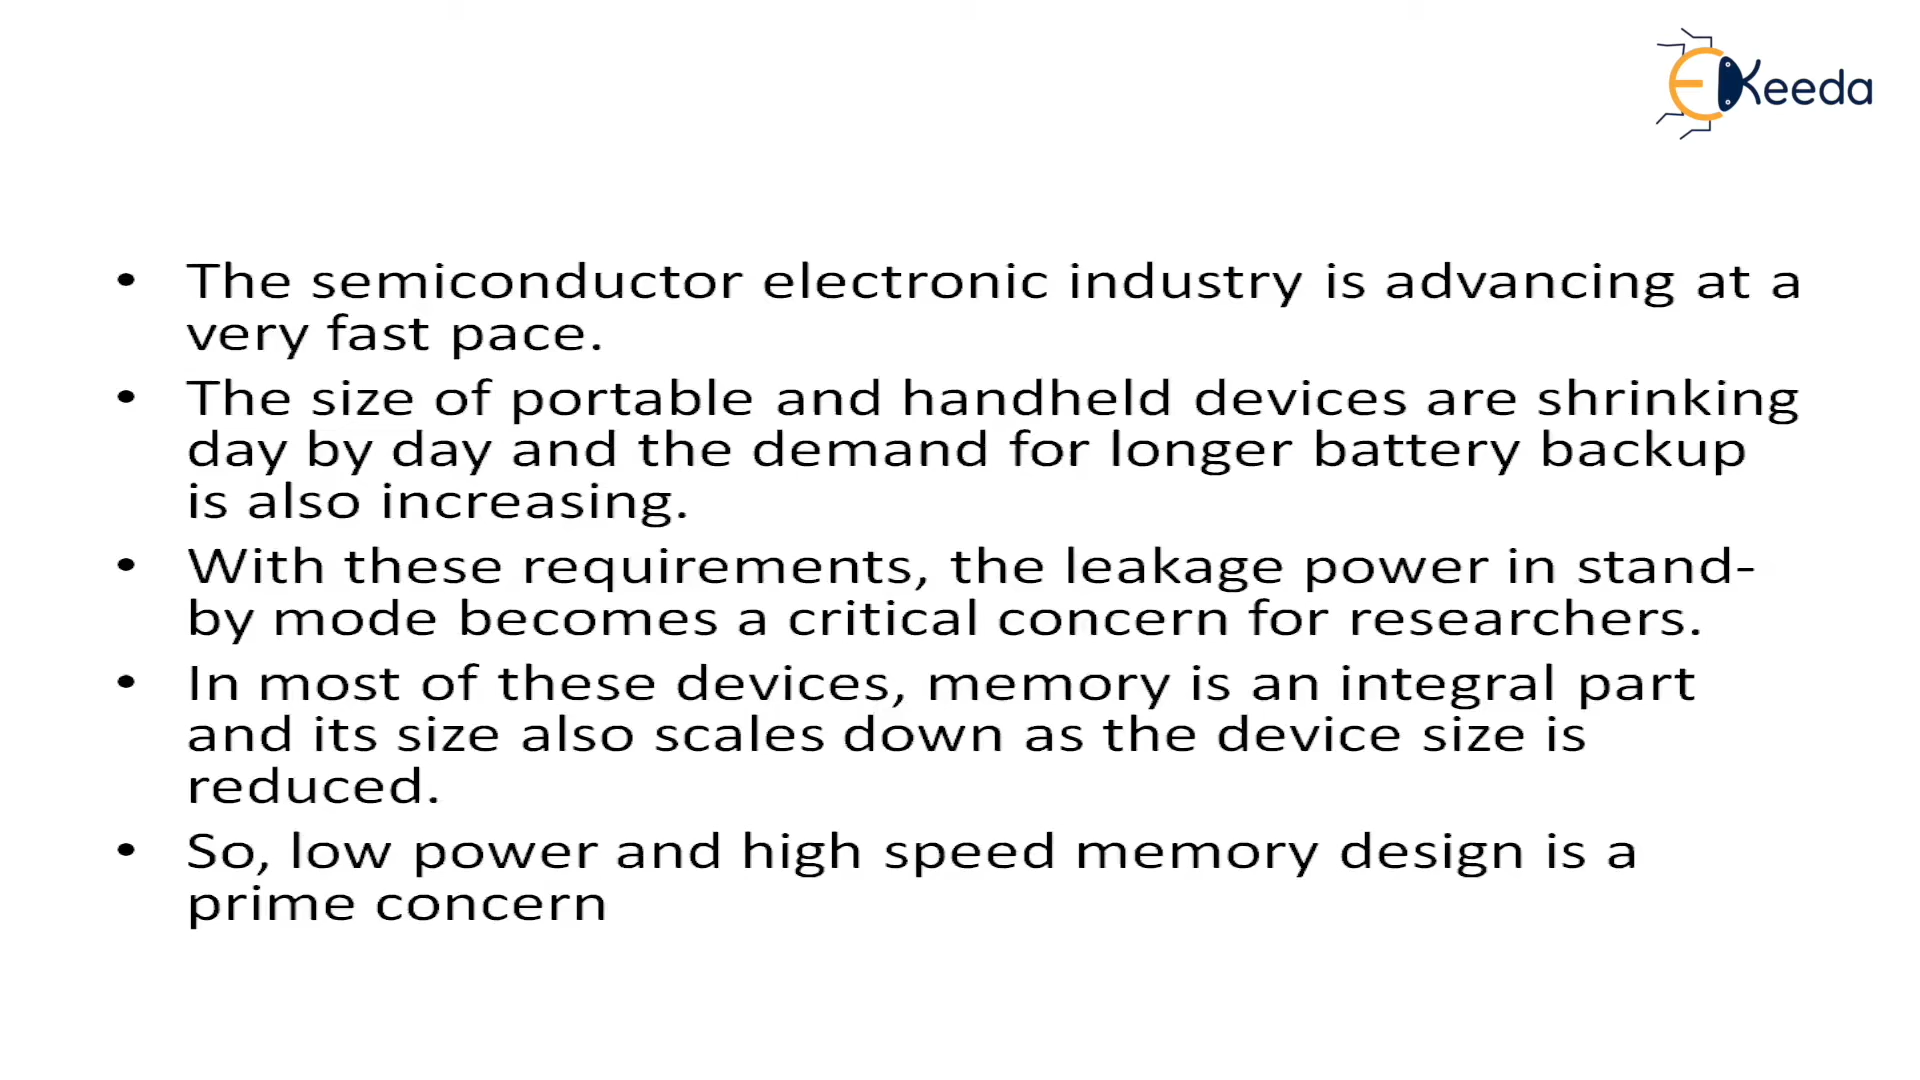 EKeeda
• The semiconductor electronic industry is advancing at a
very fast pace.
• The size of portable and handheld devices are shrinking
day by day and the demand for longer battery backup
is also increasing.
• With these requirements, the leakage power in stand-
by mode becomes a critical concern for researchers.
• In most of these devices, memory is an integral part
and its size also scales down as the device size is
reduced.
• So, low power and high speed memory design is a
prime concern